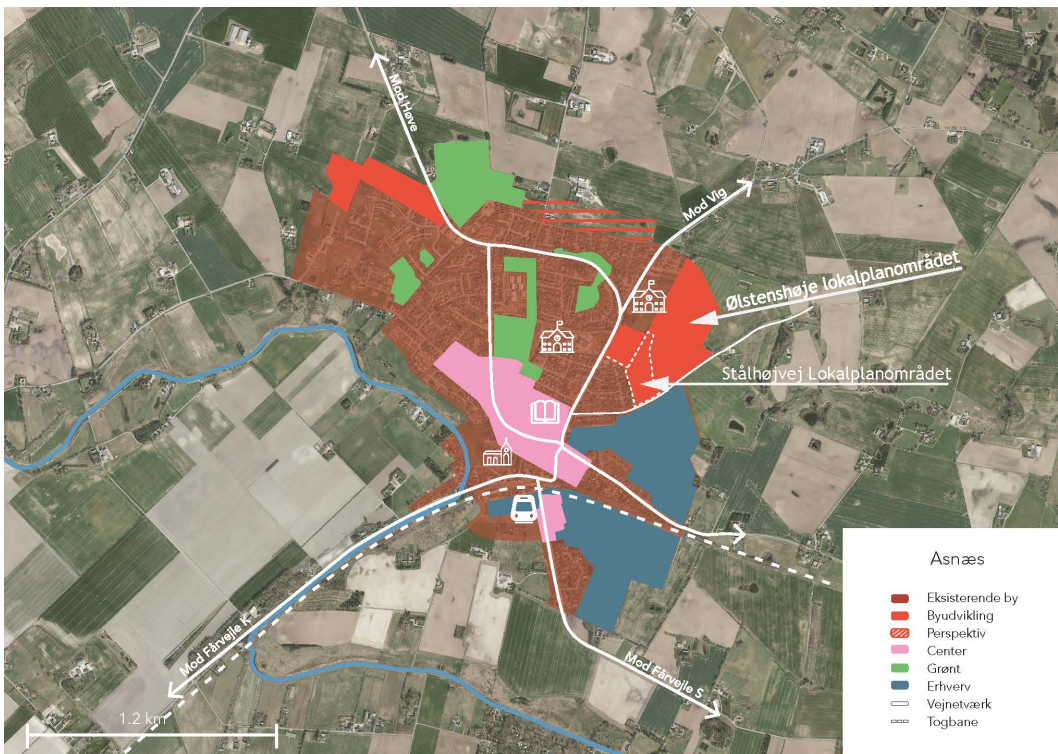 Mod Høve
Mod Vig
Ølstenshøje lokalplanområdet
Stålhøjvej Lokalplanområdet
Mod Fårvejle K
Mod Fårvejle S
1.2 km
Asnæs
Eksisterende by
Byudvikling
Perspektiv
Center
Grønt
Erhverv
Vejnetværk
Togbane